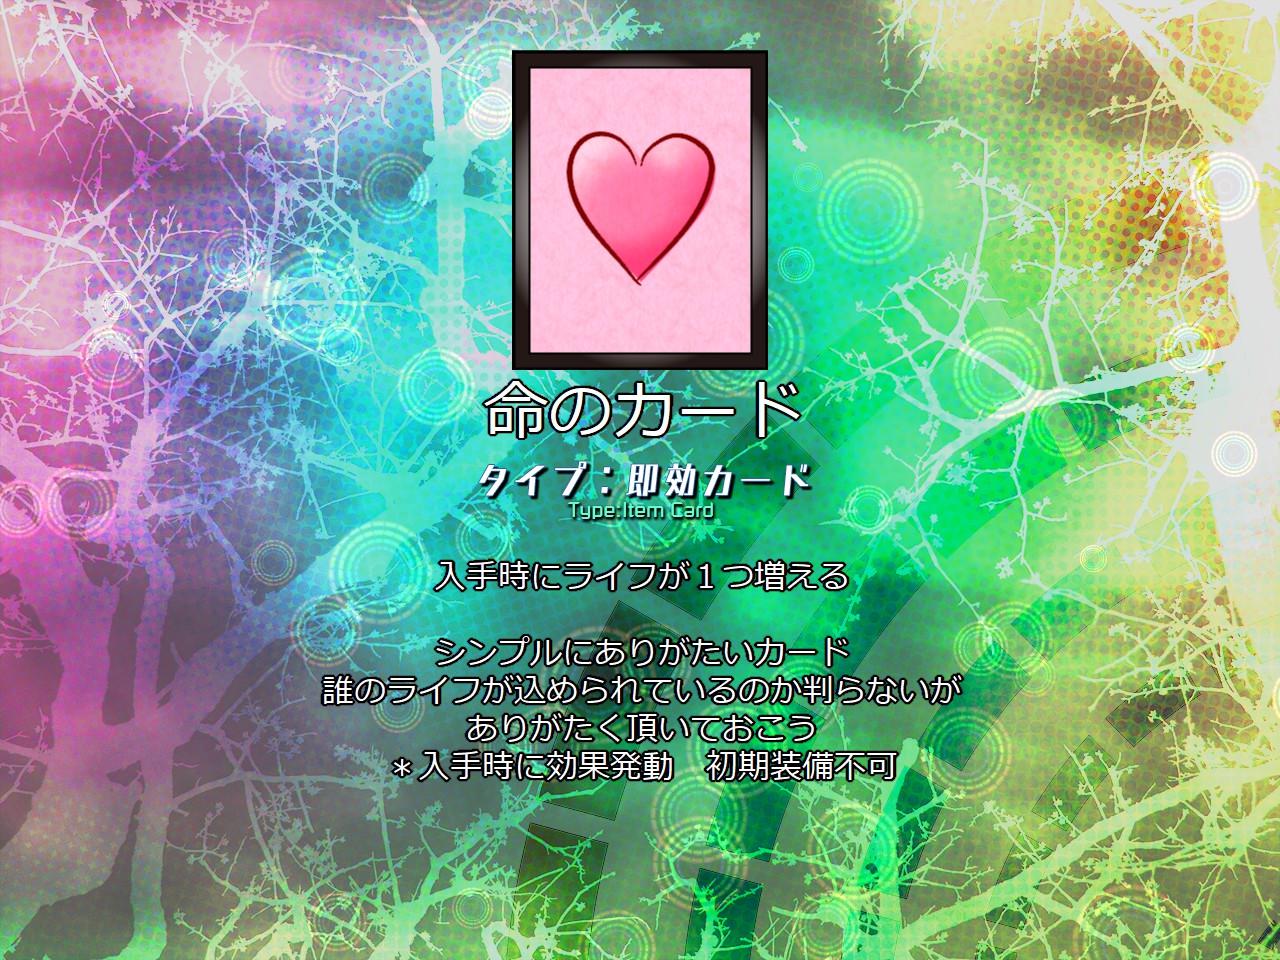 命のカード
タイプ：即効カード
Type:Item Card
入手時にライフが１つ増える
シンプルにありがたいカード
誰のライフが込められているのか判らないが
ありがたく頂いておこう
＊入手時に効果発動　初期装備不可